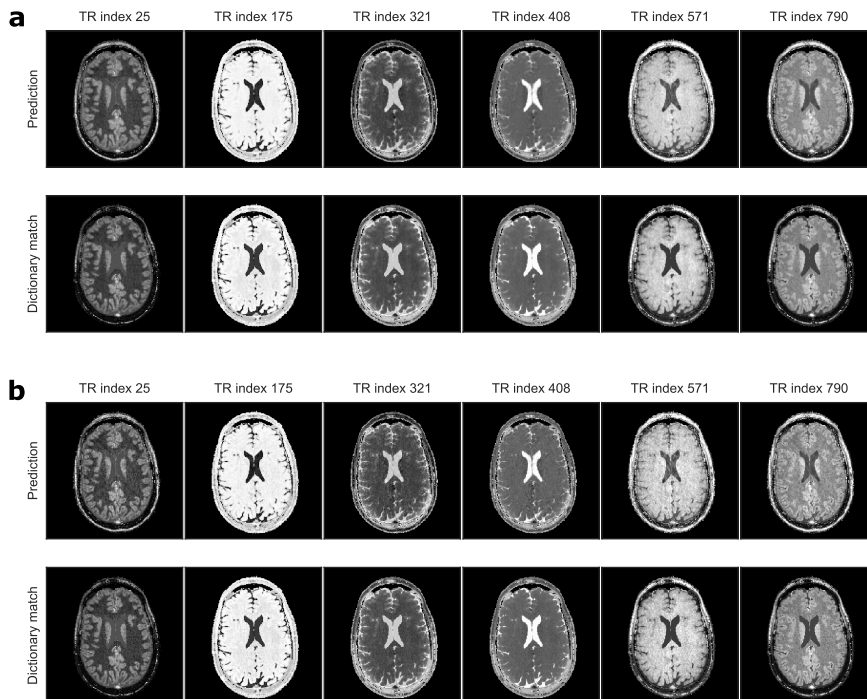 a
TR index 25 TR index 175 TR index 321 TR index 408 TR index 571 TR index 790
Prediction
Dictionary match
b
TR index 25 TR index 175 TR index 321 TR index 408 TR index 571 TR index 790
Prediction
Dictionary match